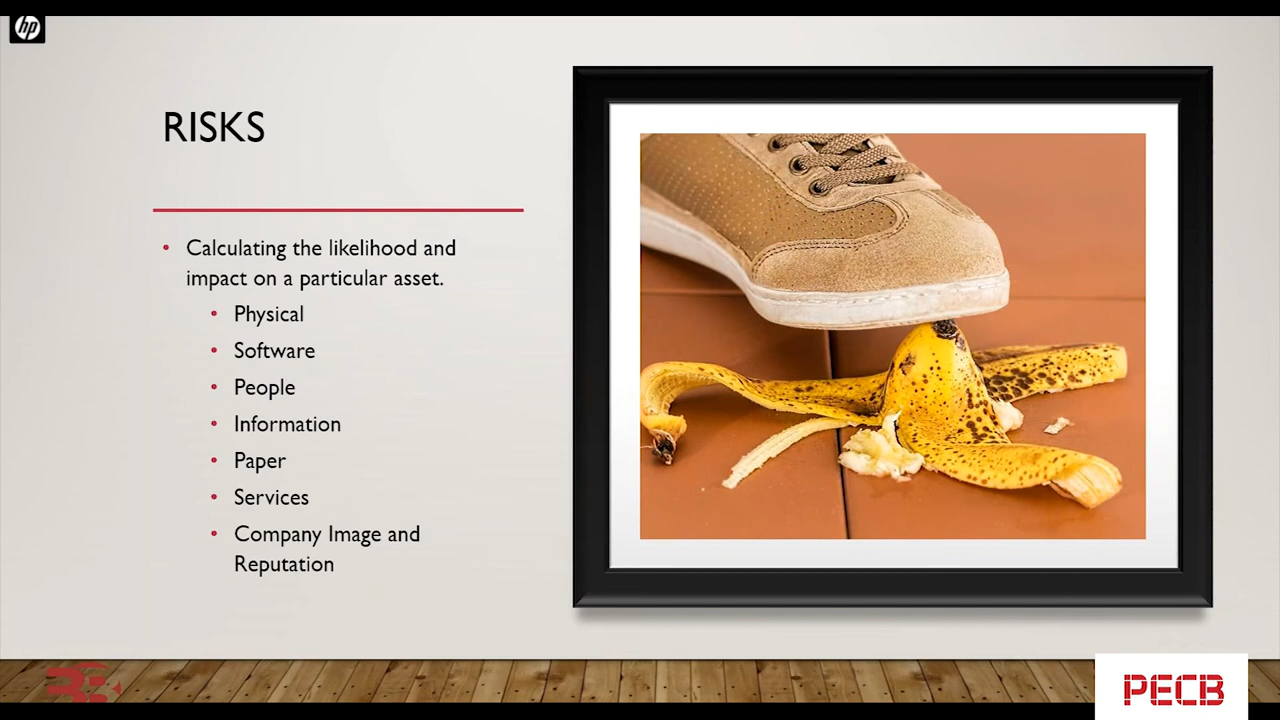 hp
RISKS
• Calculating the likelihood and
impact on a particular asset.
• Physical
• Software
• People
• Information
• Paper
• Services
• Company Image and
Reputation
PECB